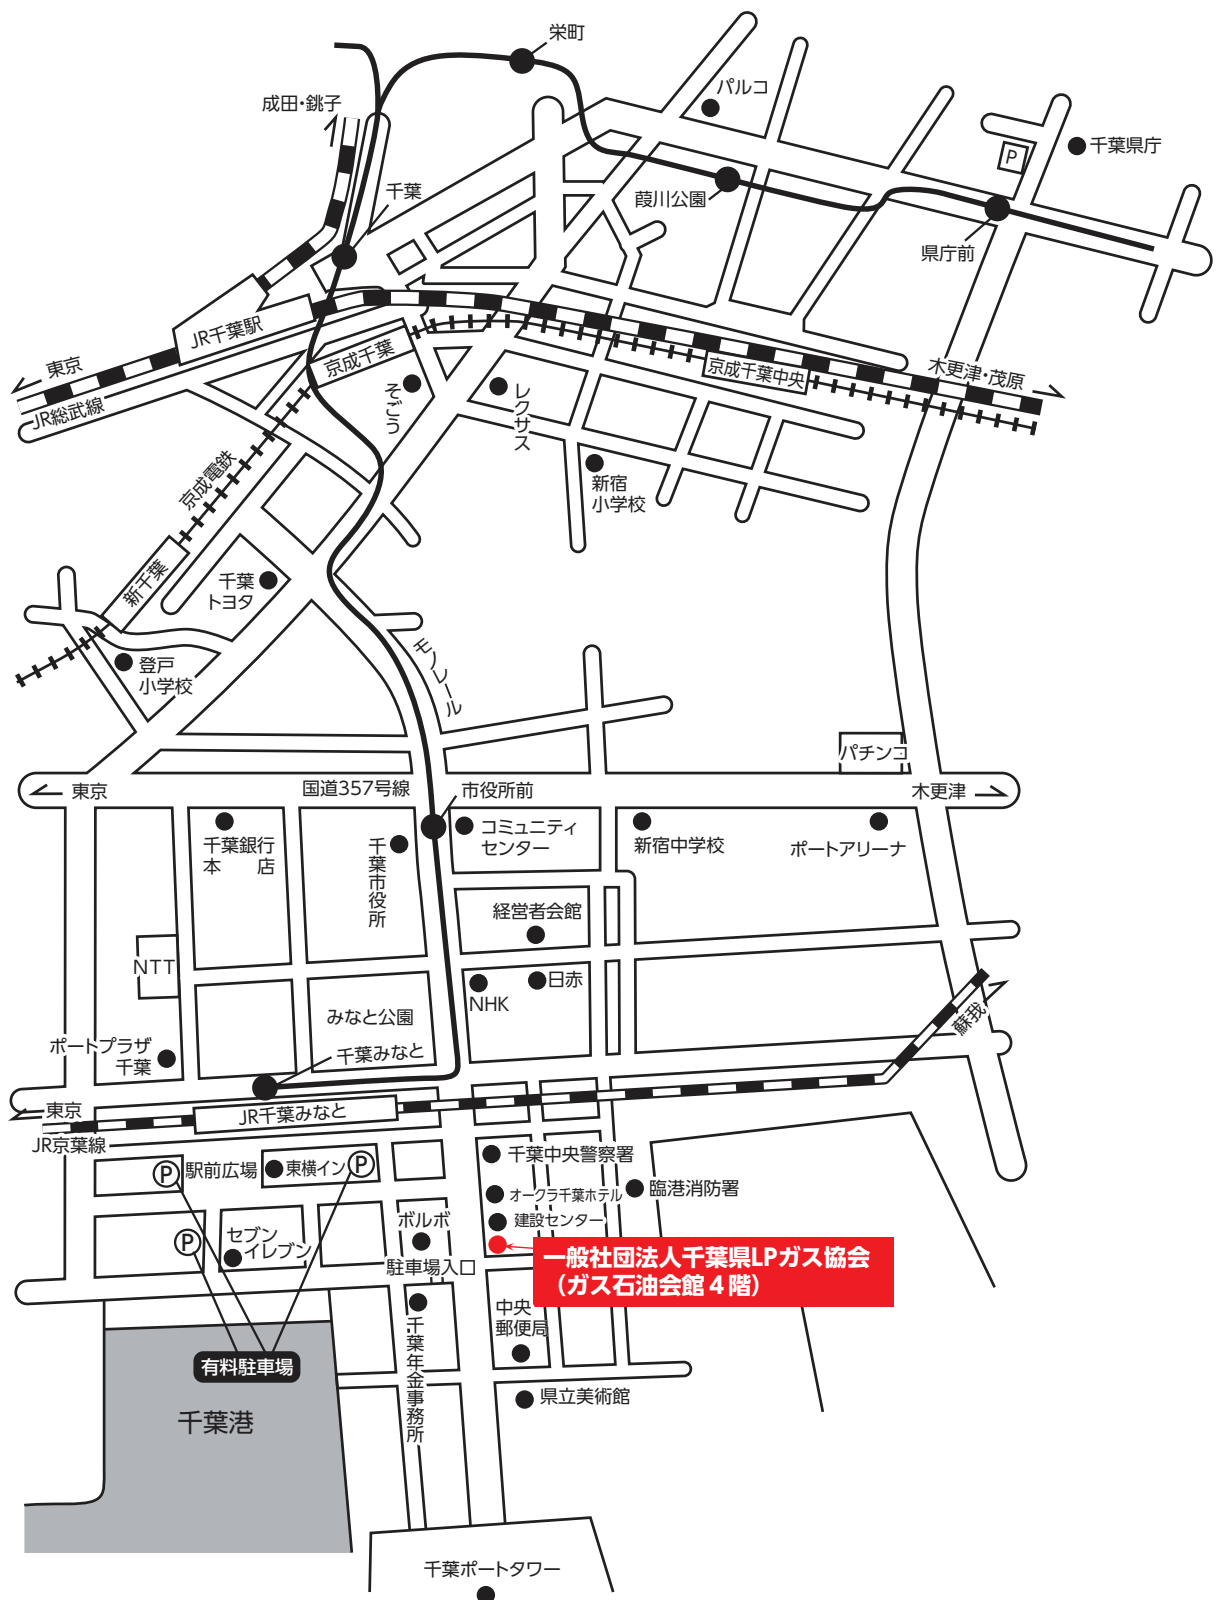 栄町
パルコ
成田・銚子
千葉県庁
P
千葉
葭川公園
県庁前
JR千葉駅
東京
京成千葉
京成千葉中央
木更津・茂原
JR総武線
そごう
レクサス
京成電鉄
新宿
小学校
新千葉
千葉
トヨタ
登戸
小学校
モノレール
パチンコ
東京
国道357号線
市役所前
木更津
千葉銀行
本　店
千葉市役所
コミュニティ
センター
新宿中学校
ポートアリーナ
経営者会館
NTT
NHK
日赤
みなと公園
蘇我
ポートプラザ
千葉
千葉みなと
東京
JR千葉みなと
JR京葉線
P
駅前広場
東横イン
P
千葉中央警察署
オークラ千葉ホテル
臨港消防署
建設センター
P
セブン
イレブン
ボルボ
駐車場入口
一般社団法人千葉県LPガス協会
（ガス石油会館４階）
中央
郵便局
千葉年金事務所
有料駐車場
県立美術館
千葉港
千葉ポートタワー